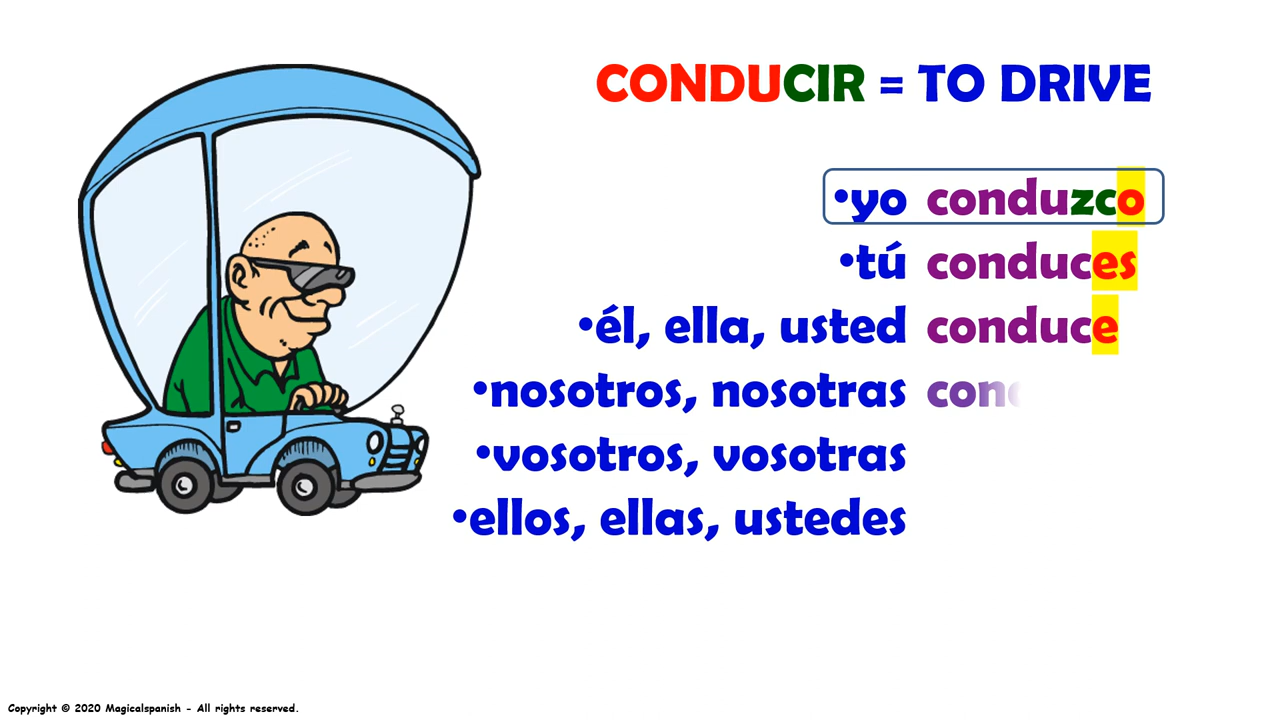 CONDUCIR = TO DRIVE
•yo conduzco
•tú conduces
•él, ella, usted conduce
•nosotros, nosotras
•vosotros, vosotras
•ellos, ellas, ustedes
Copyright © 2020 Magicalspanish - All rights reserved.